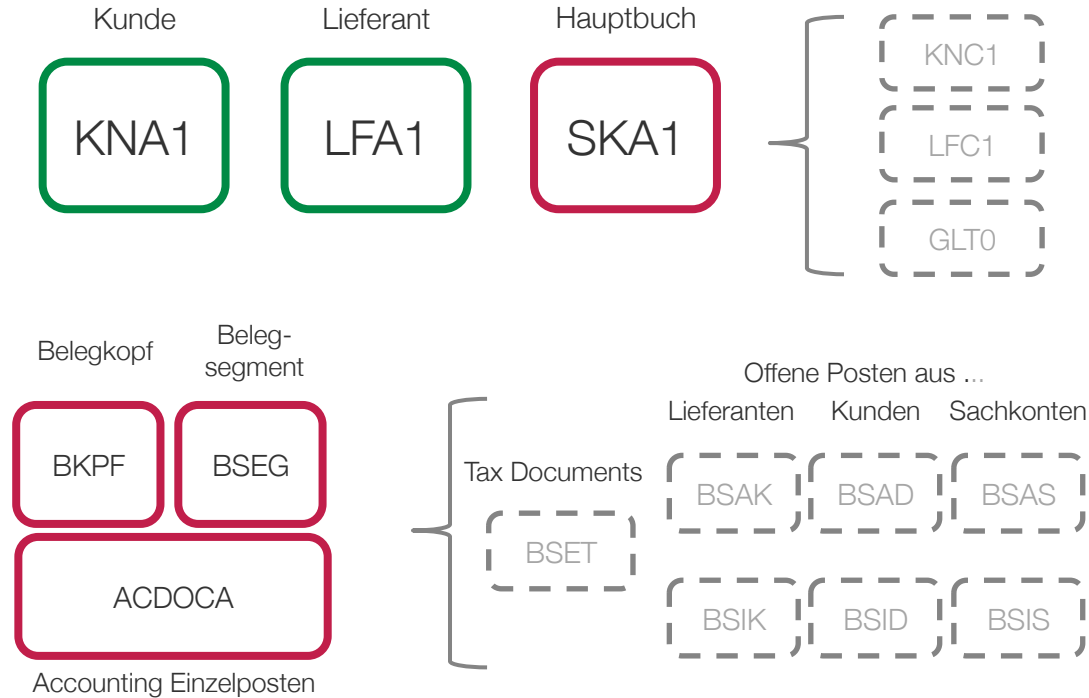 Kunde
Lieferant
Hauptbuch
KNA1
LFA1
SKA1
KNC1
LFC1
GLT0
Belegkopf
Beleg-
segment
BKPF
BSEG
ACDOCA
Accounting Einzelposten
Offene Posten aus ...
Lieferanten
Kunden
Sachkonten
Tax Documents
BSET
BSAK
BSAD
BSAS
BSIK
BSID
BSIS